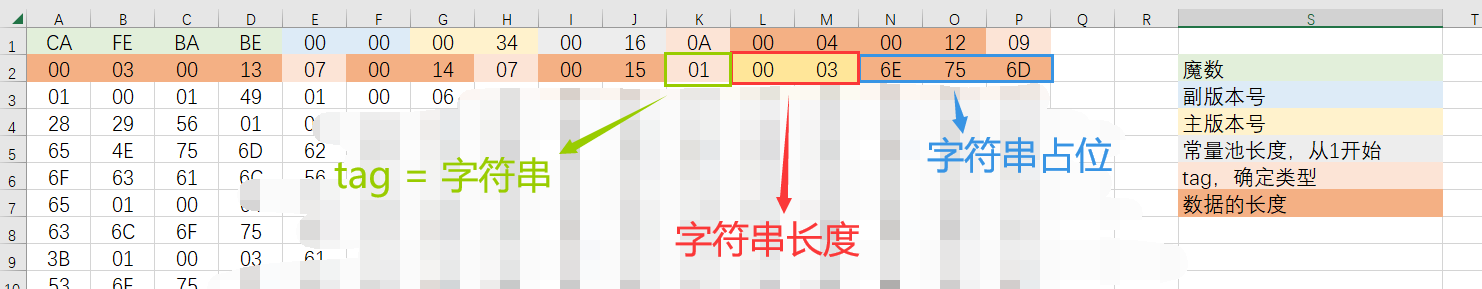 A B C D E F G H I J K L M N O P Q R S T
1 CA FE BA BE 00 00 00 34 00 16 0A 00 04 00 12 09
2 00 03 00 13 07 00 14 07 00 15 01 00 03 6E 75 6D 魔数
3 01 00 01 49 01 00 06 副版本号
4 28 29 56 01 主版本号
5 65 4E 75 6D 62 常量池长度，从1开始
6 6F 63 61 6C 56 tag，确定类型
7 65 01 00 数据的长度
8 63 6C 6F 75
9 3B 01 00 03 61
10 53 6F 75
tag = 字符串
字符串长度
字符串占位